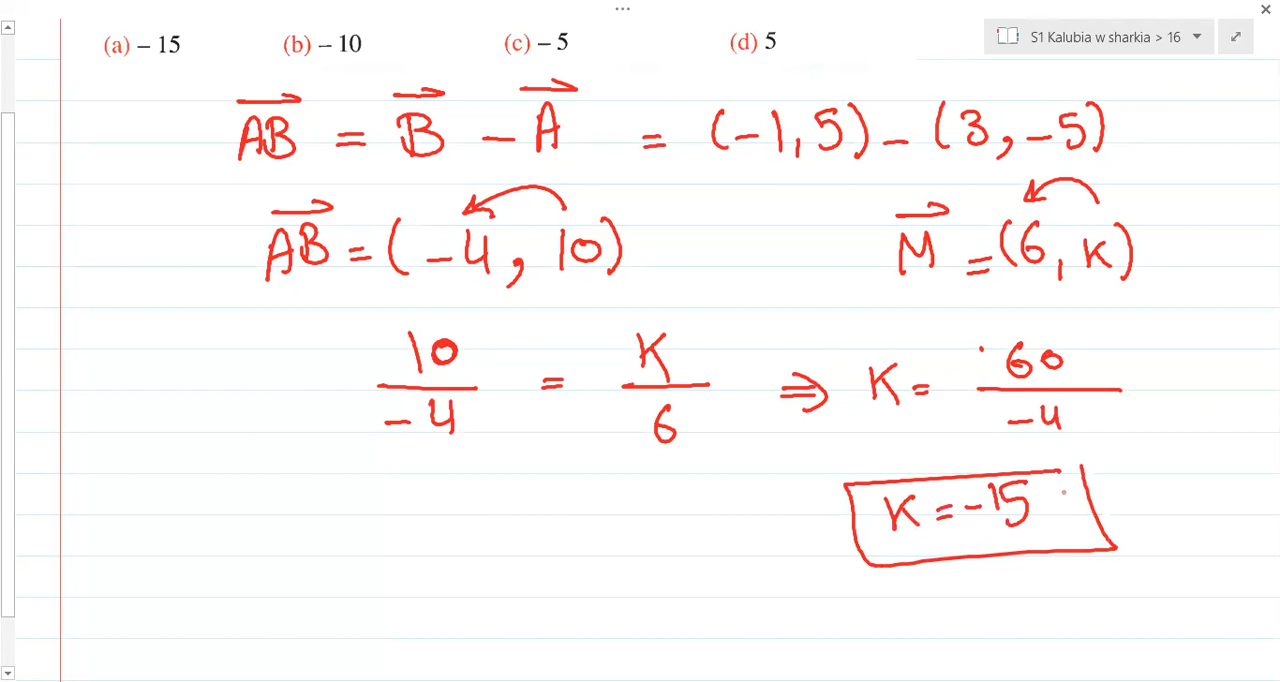 S1 Kalubia w sharkia > 16
(a) – 15 (b) – 10 (c) – 5 (d) 5
AB = B - A = (-1, 5) - (3, -5)
AB = (-4, 10) M = (6, K)
10/-4 = K/6 ⇒ K = 60/-4
K = -15